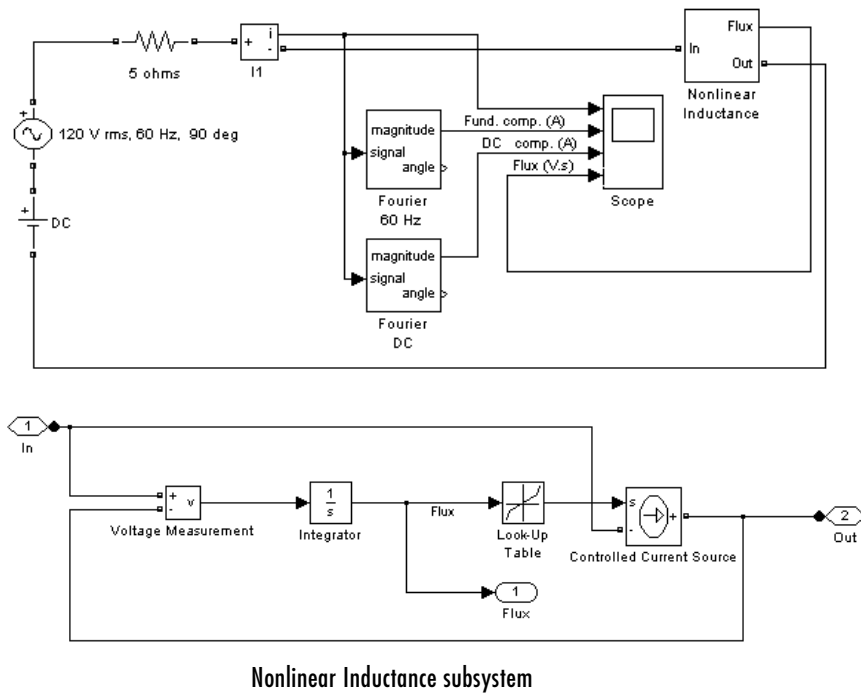 5 ohms
+
i
-
I1
In
Flux
Out
Nonlinear
Inductance
+
120 V rms, 60 Hz, 90 deg
+
DC
magnitude
signal
angle
Fourier
60 Hz
Fund. comp. (A)
DC comp. (A)
Flux (V.s)
Scope
magnitude
signal
angle
Fourier
DC
1
In
+
-
v
Voltage Measurement
1
s
Integrator
Flux
Look-Up
Table
s
-
+
Controlled Current Source
2
Out
1
Flux
Nonlinear Inductance subsystem